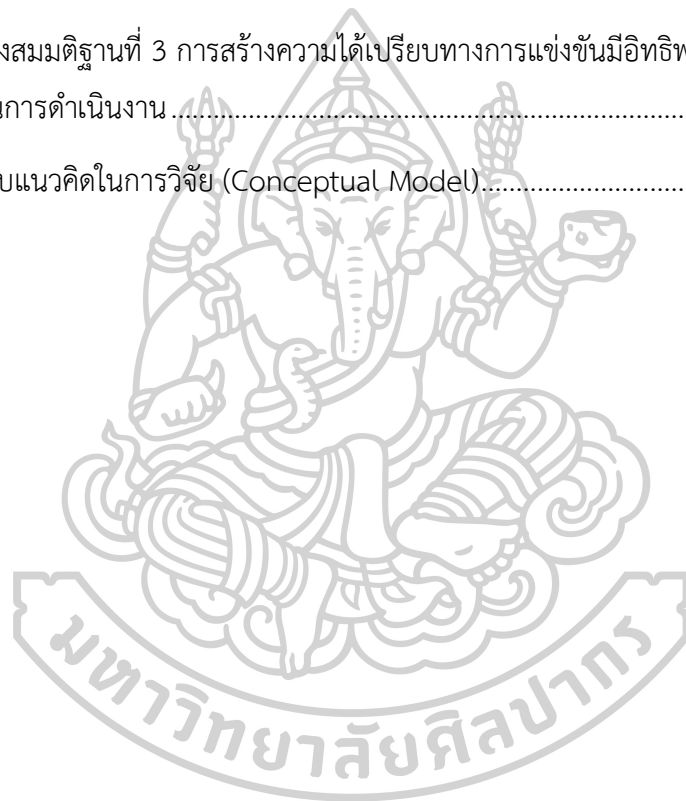 งสมมติฐานที่ 3 การสร้างความได้เปรียบทางการแข่งขันมีอิทธิพ
นการดำเนินงาน................................................................................
บแนวคิดในการวิจัย (Conceptual Model)................................
มหาวิทยาลัยศิลปากร